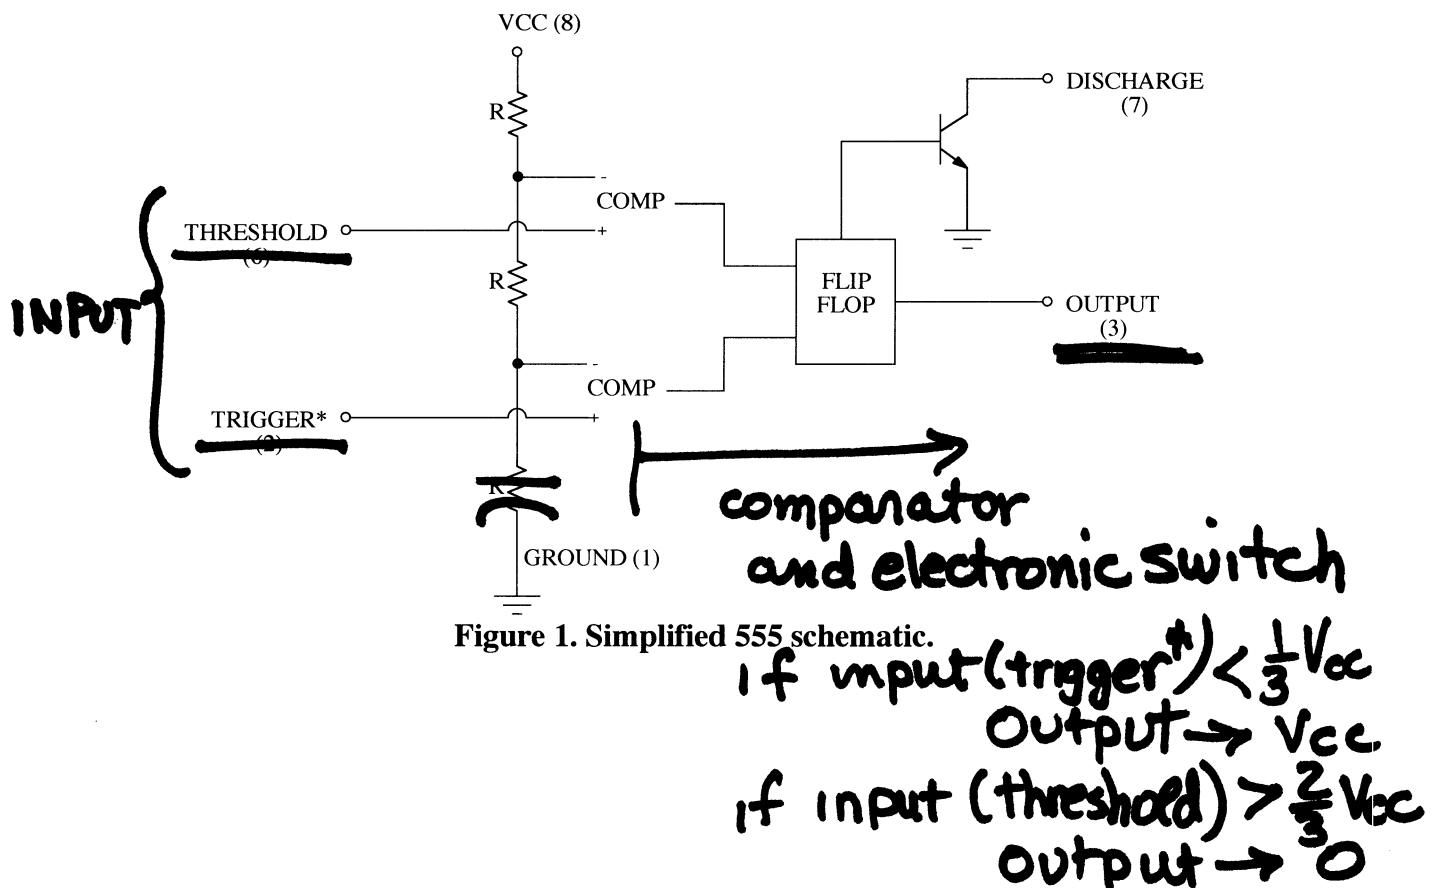 VCC (8)
R
DISCHARGE
(7)
-
COMP
THRESHOLD
(6)
+
INPUT
R
FLIP
FLOP
OUTPUT
(3)
-
COMP
TRIGGER*
(2)
+
R
comparator
and electronic switch
GROUND (1)
Figure 1. Simplified 555 schematic.
if input (trigger*) < 1/3 Vcc
Output → Vcc.
if input (threshold) > 2/3 Vcc
output → 0